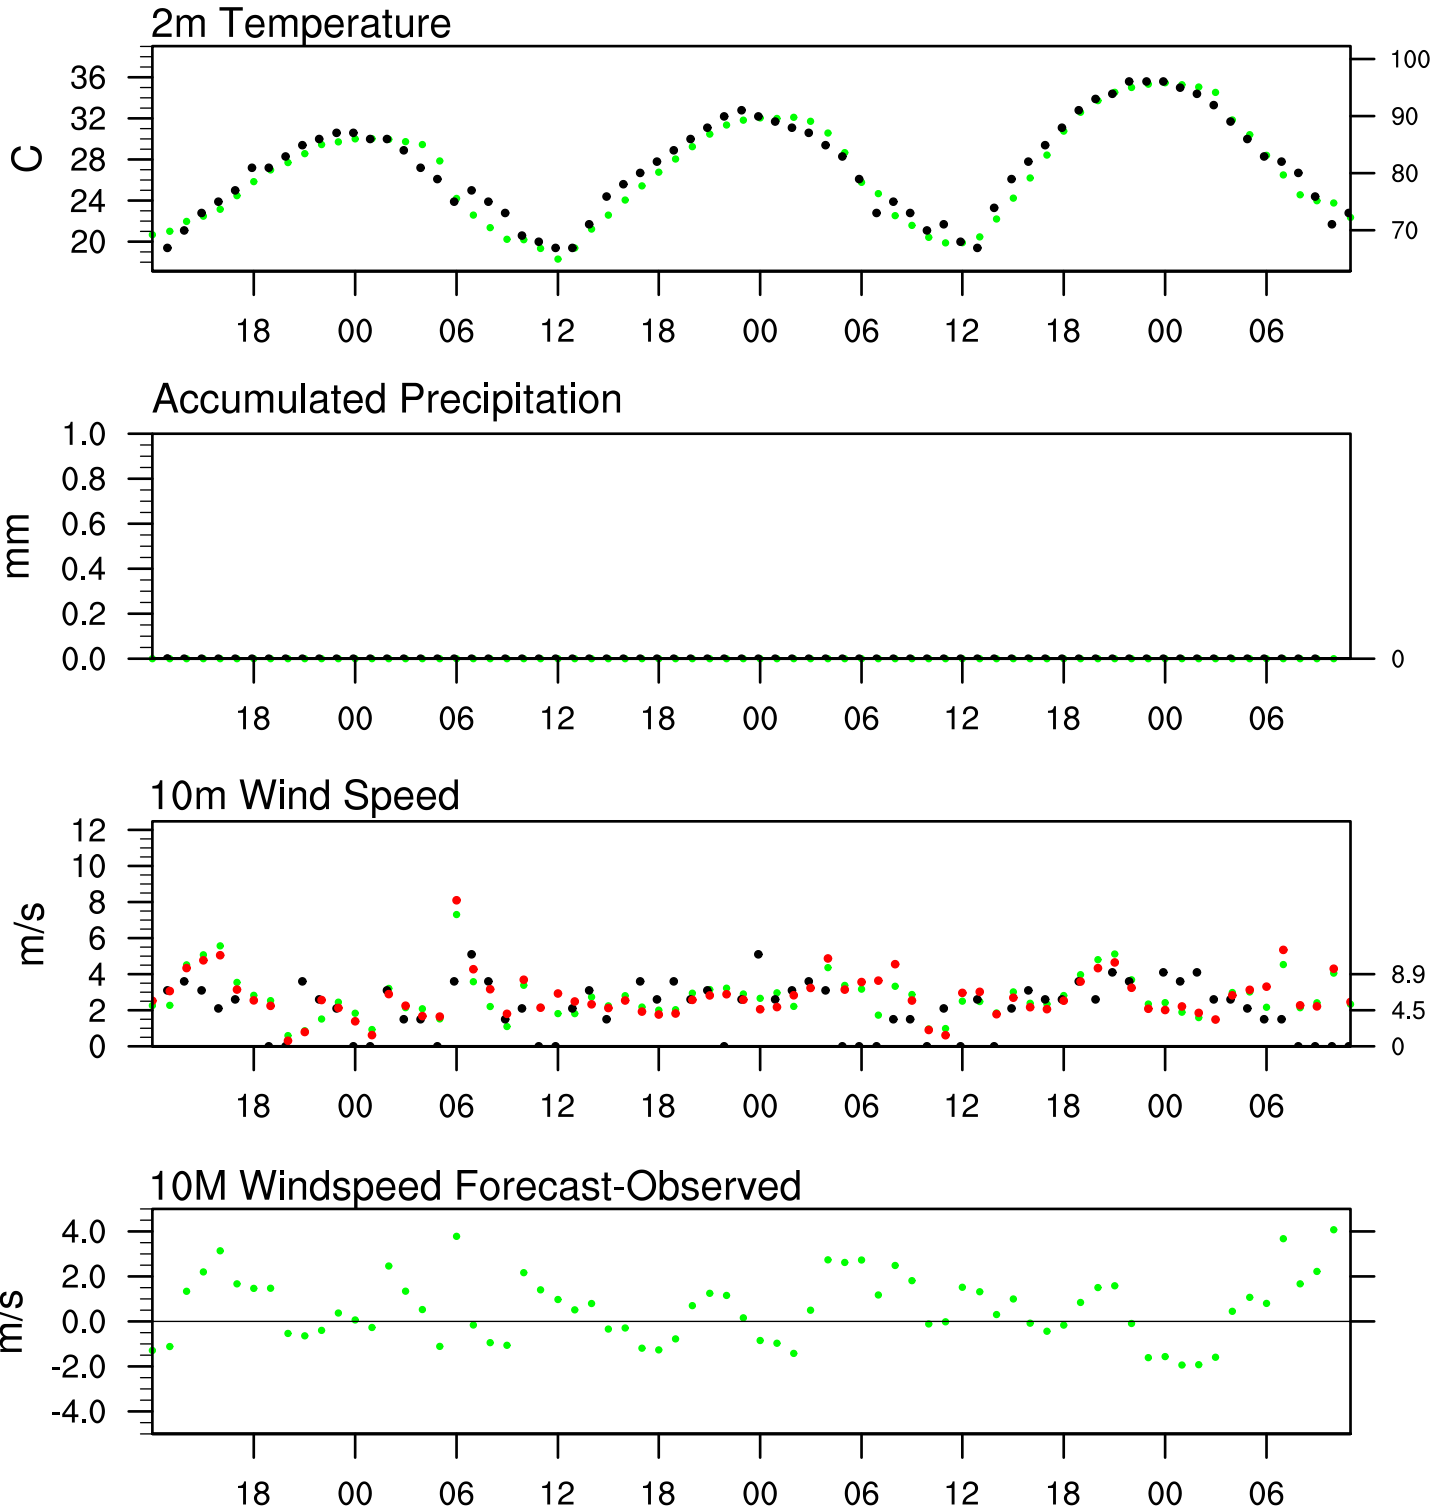 2m Temperature
36 100
32 90
C
28 80
24
20 70
18 00 06 12 18 00 06 12 18 00 06
Accumulated Precipitation
1.0
0.8
0.6
mm
0.4
0.2
0.0 0
18 00 06 12 18 00 06 12 18 00 06
10m Wind Speed
12
10
8
6
m/s
4 8.9
2 4.5
0 0
18 00 06 12 18 00 06 12 18 00 06
10M Windspeed Forecast-Observed
4.0
2.0
0.0
m/s
-2.0
-4.0
18 00 06 12 18 00 06 12 18 00 06